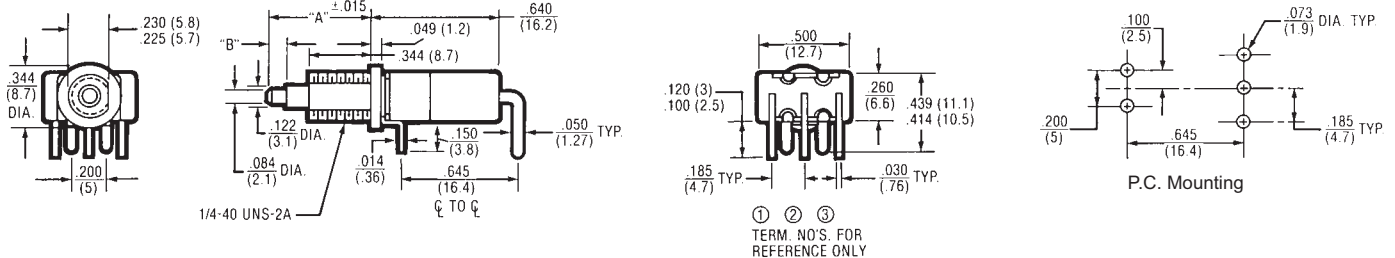 .230 (5.8)
.225 (5.7)
.344
(8.7)
DIA.
.200
(5)
"A" ±.015
.640
(16.2)
"B"
.049 (1.2)
.344 (8.7)
.122 DIA.
(3.1)
.084 DIA.
(2.1)
.014
(.36)
.150
(3.8)
.050 TYP.
(1.27)
.645
(16.4)
℄ TO ℄
1/4-40 UNS-2A
.500
(12.7)
.120 (3)
.100 (2.5)
.260
(6.6)
.439 (11.1)
.414 (10.5)
.185 TYP.
(4.7)
.030 TYP.
(.76)
① ② ③
TERM. NO'S. FOR
REFERENCE ONLY
.100
(2.5)
.073 DIA. TYP.
(1.9)
.200
(5)
.645
(16.4)
.185 TYP.
(4.7)
P.C. Mounting